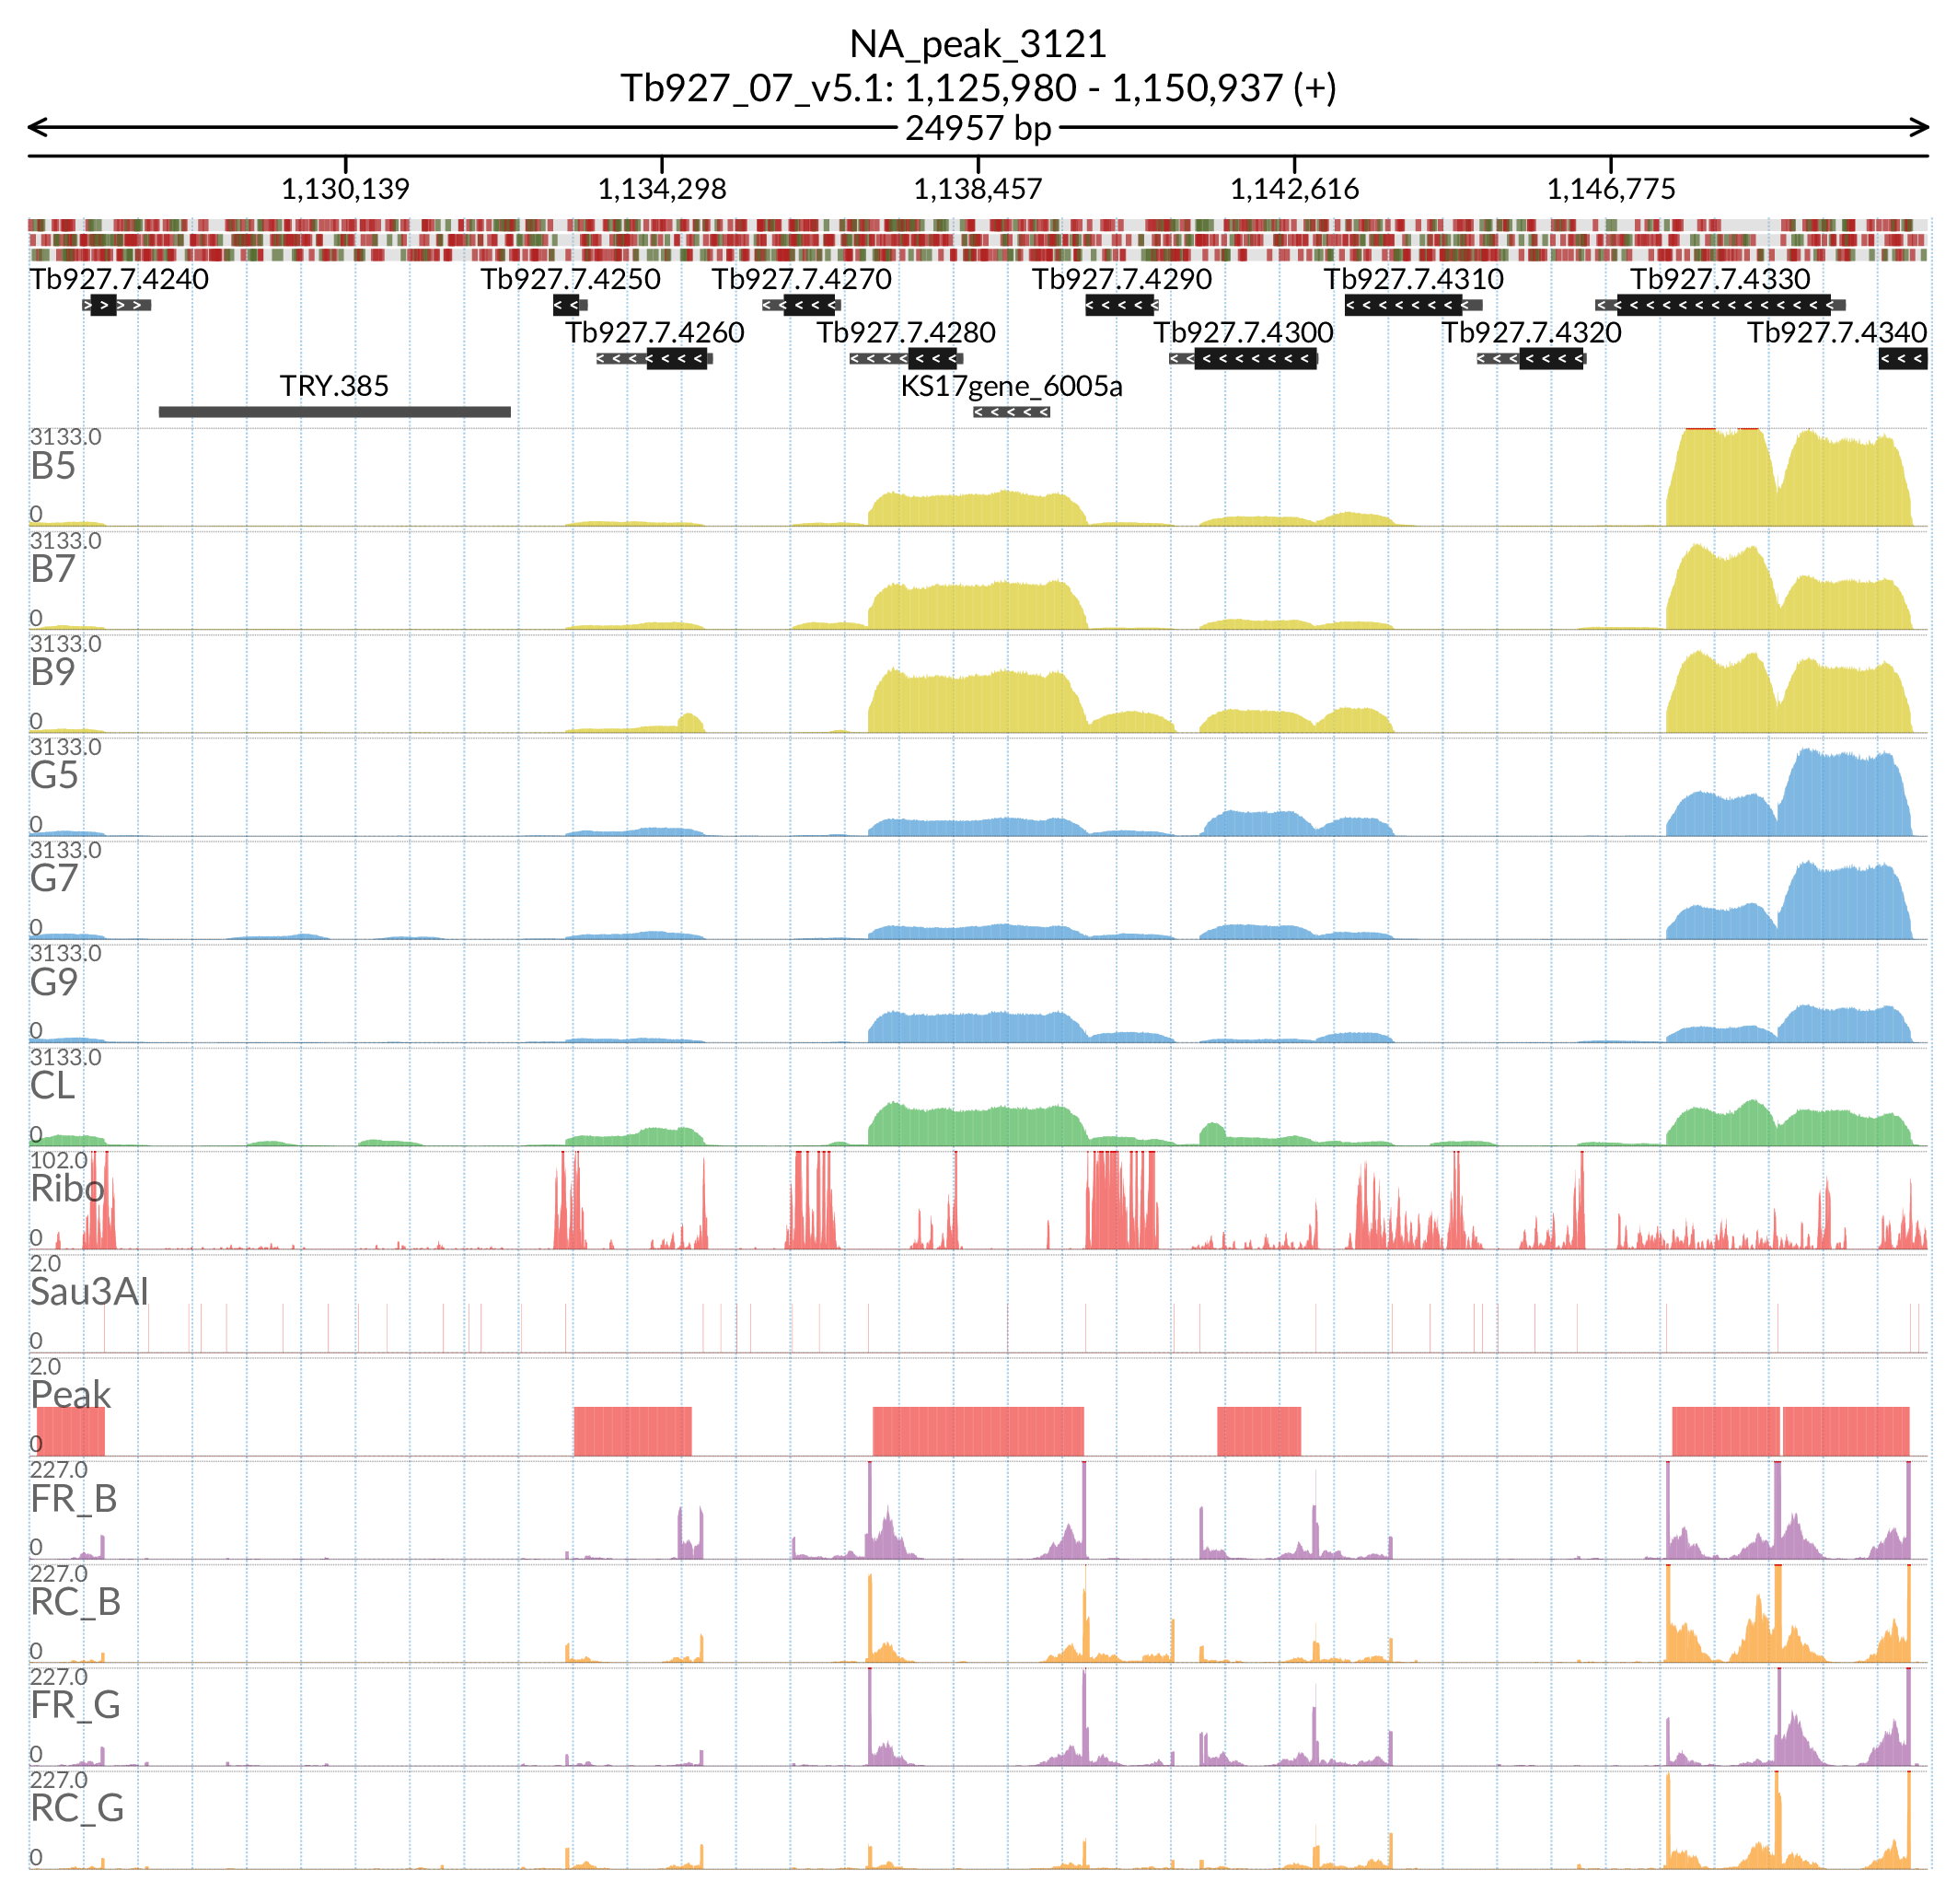 NA_peak_3121
Tb927_07_v5.1: 1,125,980 - 1,150,937 (+)
24957 bp
1,130,139 1,134,298 1,138,457 1,142,616 1,146,775
Tb927.7.4240 Tb927.7.4250 Tb927.7.4270 Tb927.7.4290 Tb927.7.4310 Tb927.7.4330
Tb927.7.4260 Tb927.7.4280 Tb927.7.4300 Tb927.7.4320 Tb927.7.4340
TRY.385 KS17gene_6005a
3133.0
B5
0
3133.0
B7
0
3133.0
B9
0
3133.0
G5
0
3133.0
G7
0
3133.0
G9
0
3133.0
CL
0
102.0
Ribo
0
2.0
Sau3AI
0
2.0
Peak
0
227.0
FR_B
0
227.0
RC_B
0
227.0
FR_G
0
227.0
RC_G
0